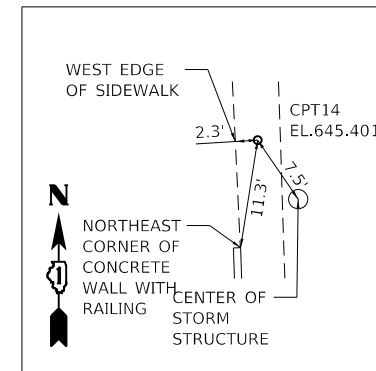 WEST EDGE
OF SIDEWALK
CPT14
EL.645.401
2.3'
7.5'
11.3'
N
1
NORTHEAST
CORNER OF
CONCRETE
WALL WITH
RAILING
CENTER OF
STORM
STRUCTURE